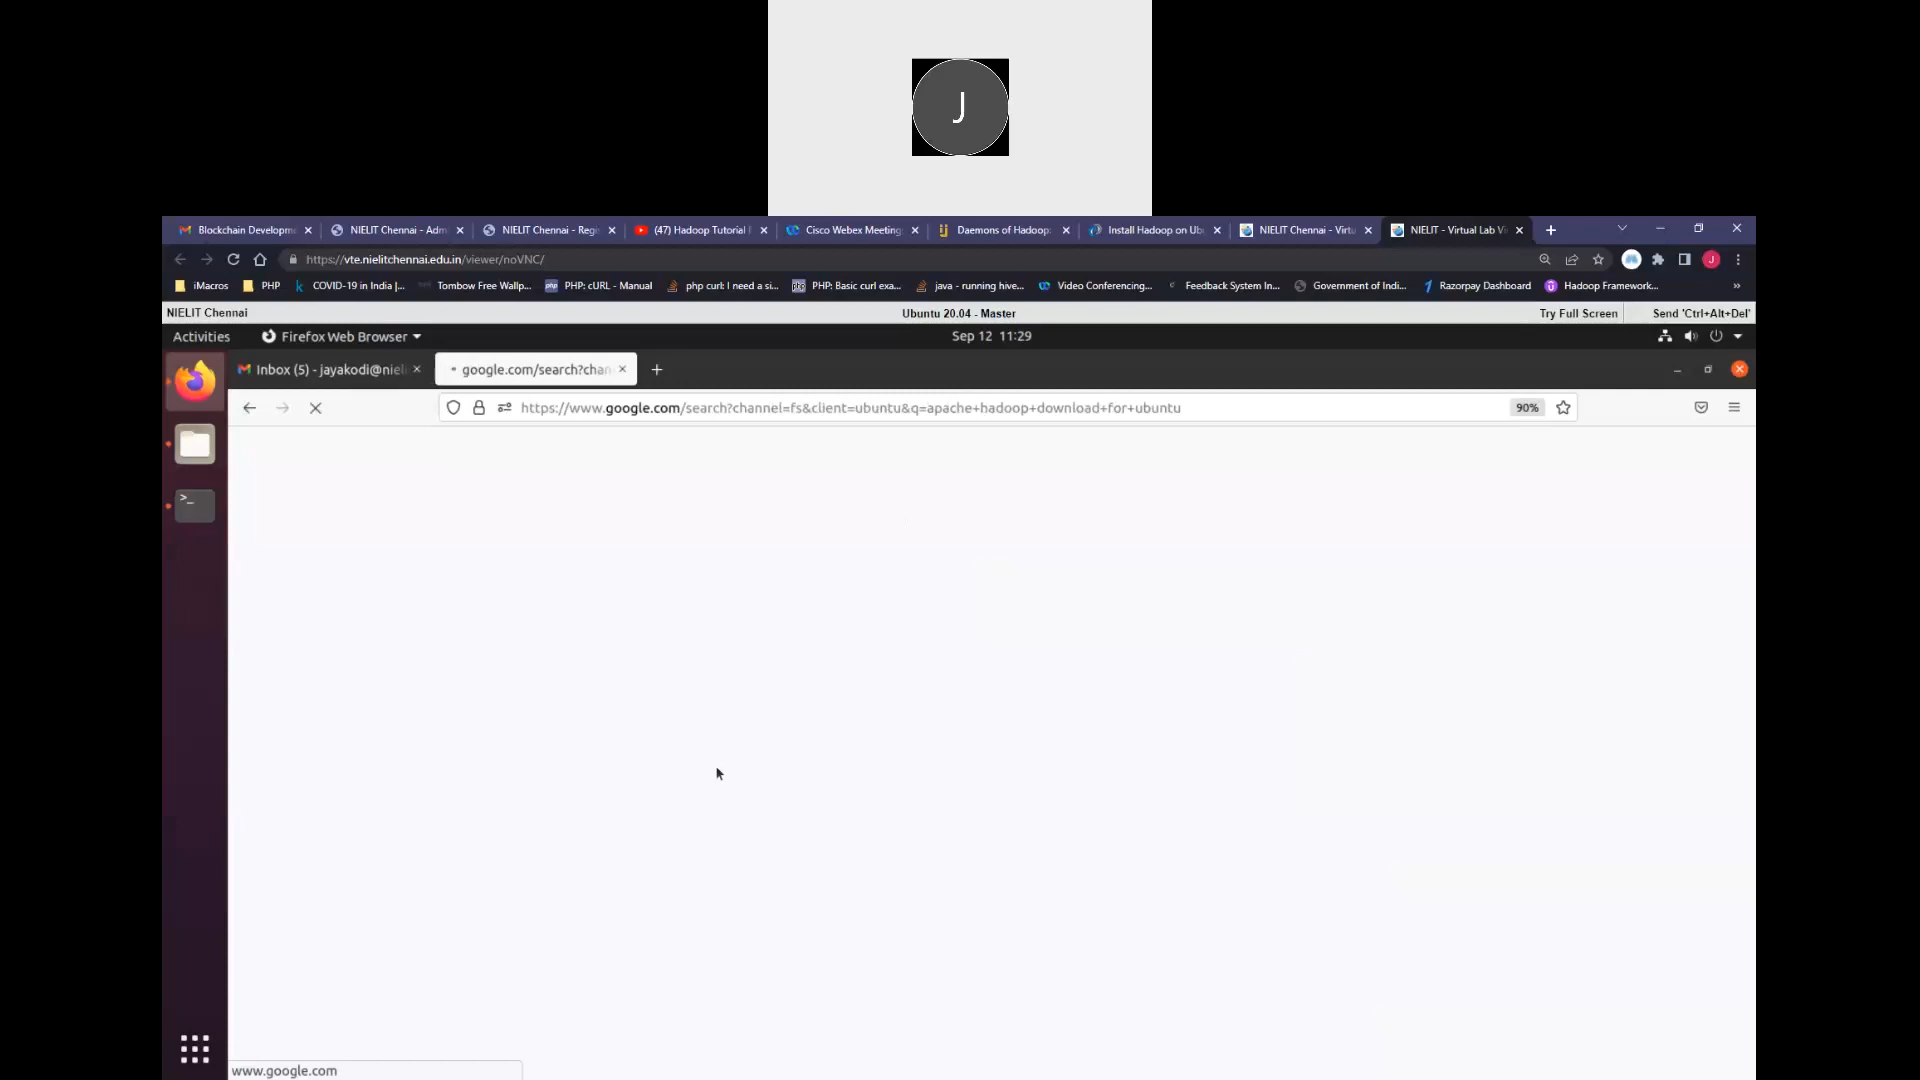 J
Blockchain Developm
NIELIT Chennai - Adm
NIELIT Chennai - Regi
(47) Hadoop Tutorial
Cisco Webex Meeting
Daemons of Hadoop
Install Hadoop on Ub
NIELIT Chennai - Virtu
NIELIT - Virtual Lab Vi
https://vte.nielitchennai.edu.in/viewer/noVNC/
J
iMacros
PHP
COVID-19 in India |...
Tombow Free Wallp...
PHP: cURL - Manual
php curl: I need a si...
PHP: Basic curl exa...
java - running hive...
Video Conferencing...
Feedback System In...
Government of Indi...
Razorpay Dashboard
Hadoop Framework...
»
NIELIT Chennai
Ubuntu 20.04 - Master
Try Full Screen
Send 'Ctrl+Alt+Del'
Activities
Firefox Web Browser
Sep 12 11:29
Inbox (5) - jayakodi@niel
google.com/search?chan
https://www.google.com/search?channel=fs&client=ubuntu&q=apache+hadoop+download+for+ubuntu
90%
>_
www.google.com